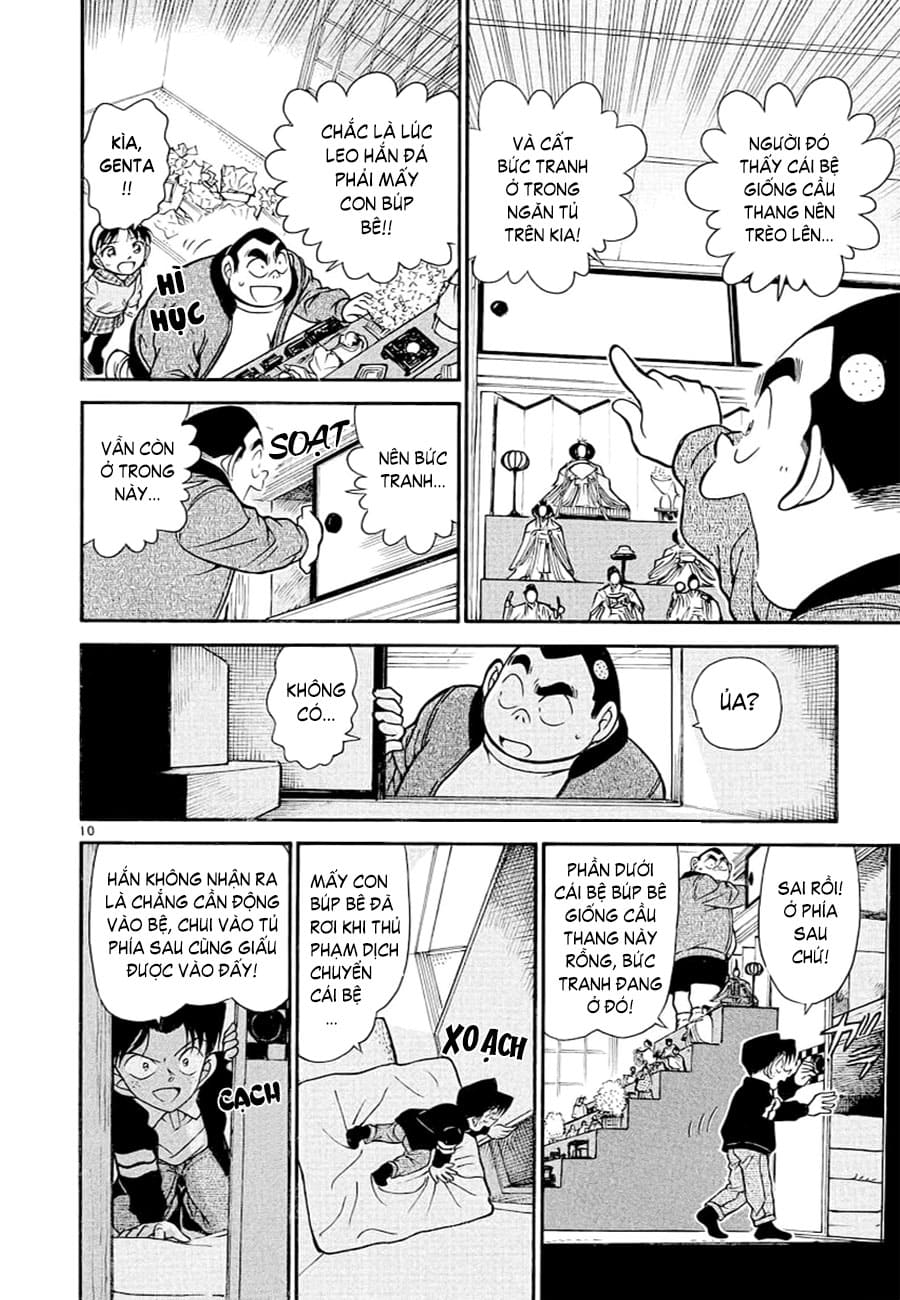 NGƯỜI ĐÓ
THẤY CÁI BỆ
GIỐNG CẦU
THANG NÊN
TRÈO LÊN...
VÀ CẤT
BỨC TRANH
Ở TRONG
NGĂN TỦ
TRÊN KIA!
CHẮC LÀ LÚC
LEO HẮN ĐÁ
PHẢI MẤY
CON BÚP
BÊ!!
KÌA,
GENTA
!!
HÌ
HỤC
NÊN BỨC
TRANH...
SOẠT
VẪN CÒN
Ở TRONG
NÀY...
ỦA?
KHÔNG
CÓ...
10
SAI RỒI!
Ở PHÍA
SAU
CHỨ!
PHẦN DƯỚI
CÁI BỆ BÚP BÊ
GIỐNG CẦU
THANG NÀY
RỖNG, BỨC
TRANH ĐANG
Ở ĐÓ!
ガラ
MẤY CON
BÚP BÊ ĐÃ
RƠI KHI THỦ
PHẠM DỊCH
CHUYỂN
CÁI BỆ
...
XOẠCH
HẮN KHÔNG NHẬN RA
LÀ CHẲNG CẦN ĐỘNG
VÀO BỆ, CHUI VÀO TỦ
PHÍA SAU CŨNG GIẤU
ĐƯỢC VÀO ĐẤY!
CẠCH